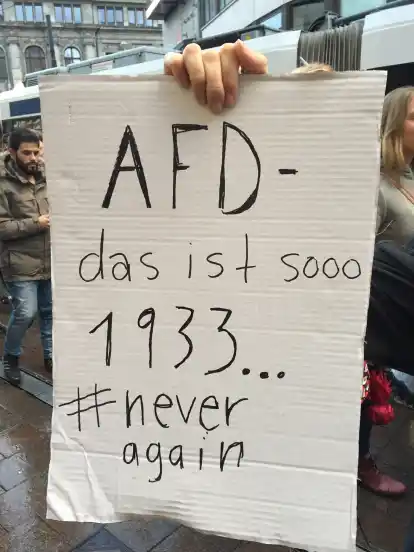 AFD-
das ist sooo
1933...
#never
again